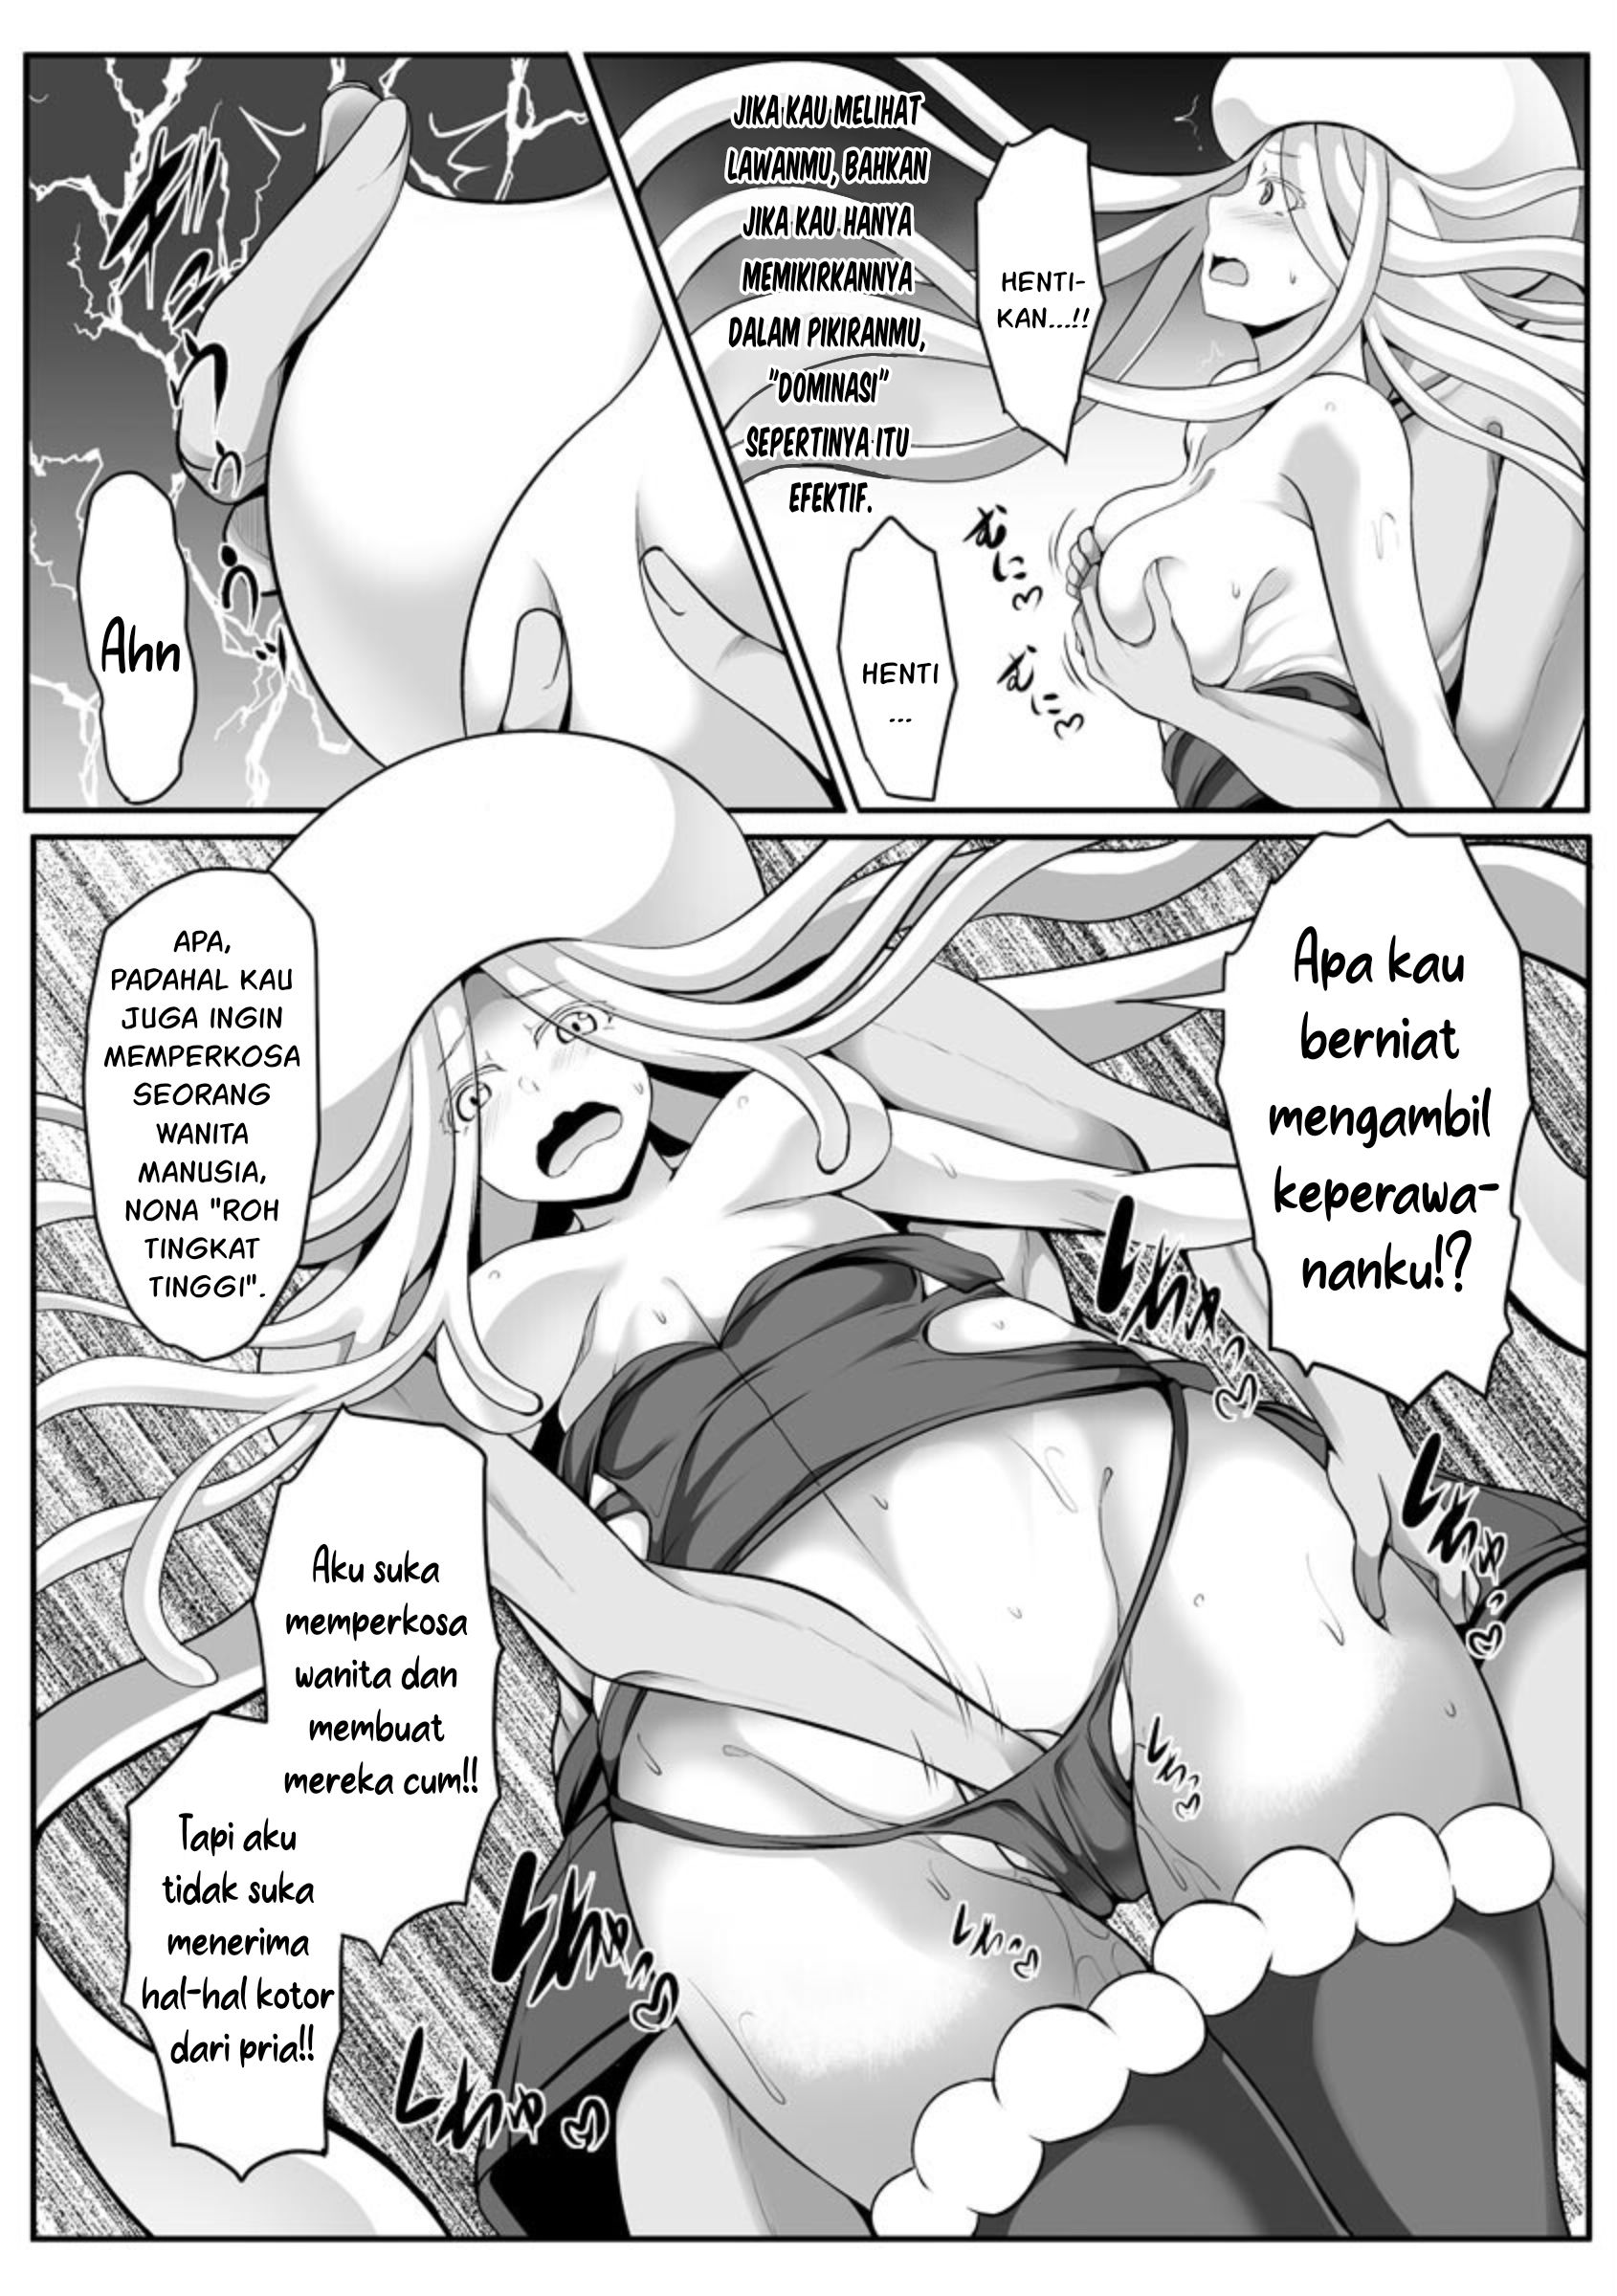 JIKA KAU MELIHAT
LAWANMU, BAHKAN
JIKA KAU HANYA
MEMIKIRKANNYA
DALAM PIKIRANMU,
"DOMINASI"
SEPERTINYA ITU
EFEKTIF.
HENTI-
KAN...!!
むにっ♡
むにっ♡
HENTI
...
Ahn
APA,
PADAHAL KAU
JUGA INGIN
MEMPERKOSA
SEORANG
WANITA
MANUSIA,
NONA "ROH
TINGKAT
TINGGI".
Apa kau
berniat
mengambil
keperawa-
nanku!?
Aku suka
memperkosa
wanita dan
membuat
mereka cum!!
Tapi aku
tidak suka
menerima
hal-hal kotor
dari pria!!